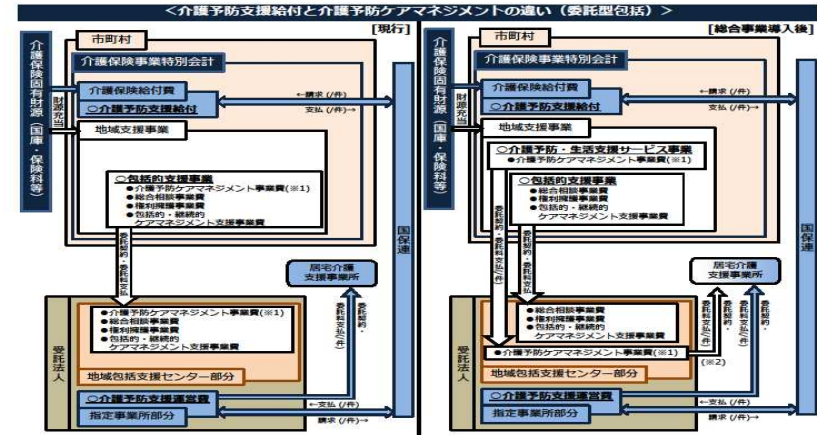 ＜介護予防支援給付と介護予防ケアマネジメントの違い（委託型包括）＞
[現行]
介護保険固有財源（国庫・保険料等）
市町村
介護保険事業特別会計
介護保険給付費
○介護予防支援給付
←請求 (/件)
支払 (/件)→
財源充当
地域支援事業
○包括的支援事業
●介護予防ケアマネジメント事業費(※1)
●総合相談事業費
●権利擁護事業費
●包括的・継続的
ケアマネジメント支援事業費
国保連
委託契約・委託料支払
居宅介護
支援事業所
委託契約・
委託料支払(/件)
受託法人
●介護予防ケアマネジメント事業費(※1)
●総合相談事業費
●権利擁護事業費
●包括的・継続的
ケアマネジメント支援事業費
地域包括支援センター部分
○介護予防支援運営費
指定事業所部分
←支払 (/件)
請求 (/件)→
[総合事業導入後]
介護保険固有財源（国庫・保険料等）
市町村
介護保険事業特別会計
介護保険給付費
○介護予防支援給付
←請求 (/件)
支払 (/件)→
財源充当
地域支援事業
○介護予防・生活支援サービス事業
●介護予防ケアマネジメント事業費(※1)
○包括的支援事業
●総合相談事業費
●権利擁護事業費
●包括的・継続的
ケアマネジメント支援事業費
国保連
委託契約・委託料支払(/件)
委託契約・委託料支払
居宅介護
支援事業所
委託契約・
委託料支払(/件)
委託契約・
委託料支払(/件)
(※2)
受託法人
●総合相談事業費
●権利擁護事業費
●包括的・継続的
ケアマネジメント支援事業費
●介護予防ケアマネジメント事業費(※1)
地域包括支援センター部分
○介護予防支援運営費
指定事業所部分
←支払 (/件)
請求 (/件)→